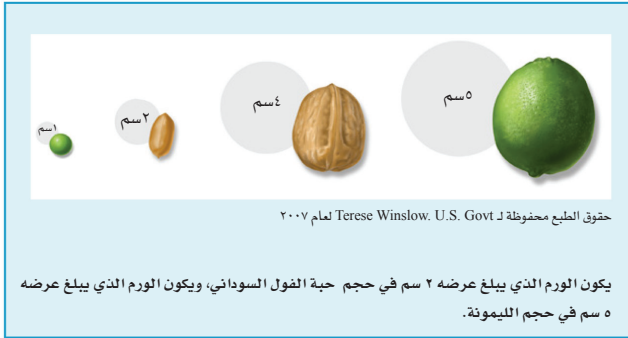 ١سم
٢سم
٤سم
٥سم
حقوق الطبع محفوظة لـ Terese Winslow. U.S. Govt لعام ٢٠٠٧
يكون الورم الذي يبلغ عرضه ٢ سم في حجم حبة الفول السوداني، ويكون الورم الذي يبلغ عرضه
٥ سم في حجم الليمونة.